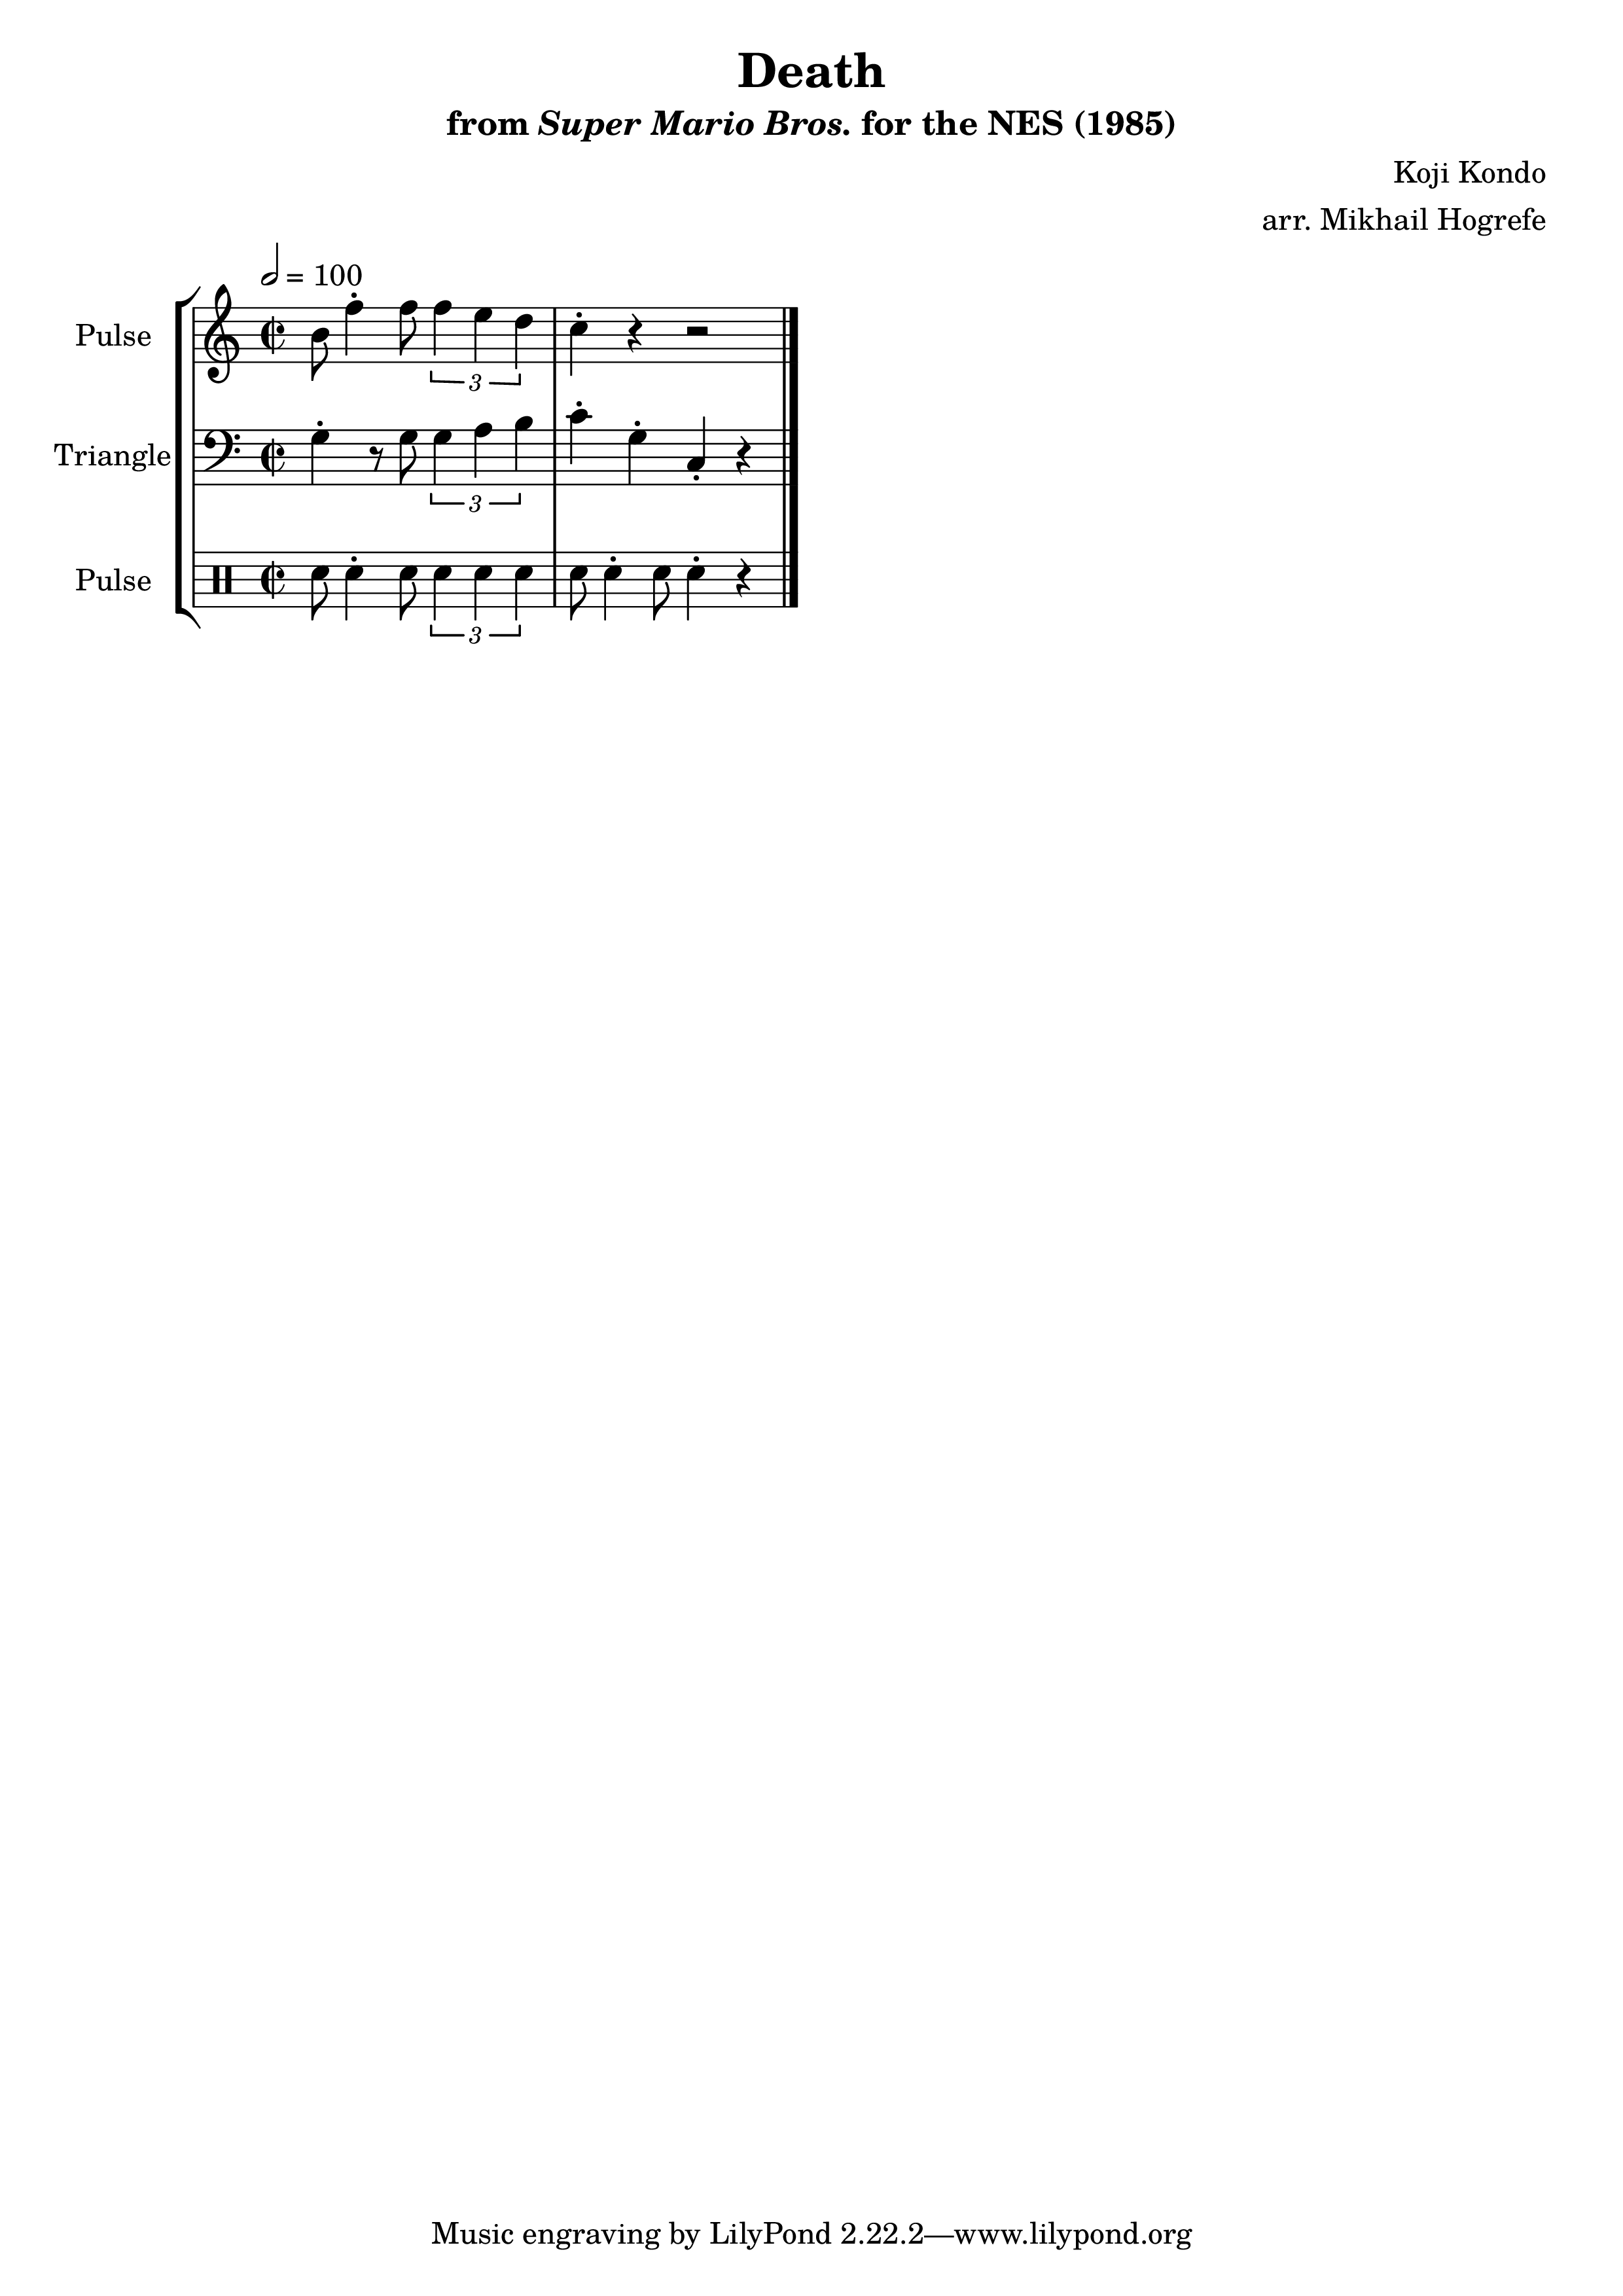 Death
from Super Mario Bros. for the NES (1985)
Koji Kondo
arr. Mikhail Hogrefe
= 100
Pulse
3
Triangle
3
Pulse
3
Music engraving by LilyPond 2.22.2—www.lilypond.org